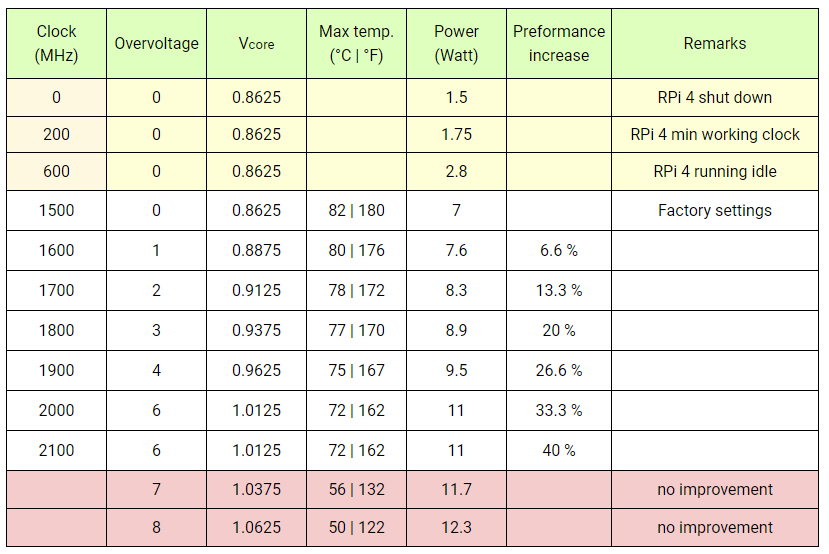 Clock (MHz) Overvoltage Vcore Max temp. (°C | °F) Power (Watt) Preformance increase Remarks
0 0 0.8625 1.5 RPi 4 shut down
200 0 0.8625 1.75 RPi 4 min working clock
600 0 0.8625 2.8 RPi 4 running idle
1500 0 0.8625 82 | 180 7 Factory settings
1600 1 0.8875 80 | 176 7.6 6.6 %
1700 2 0.9125 78 | 172 8.3 13.3 %
1800 3 0.9375 77 | 170 8.9 20 %
1900 4 0.9625 75 | 167 9.5 26.6 %
2000 6 1.0125 72 | 162 11 33.3 %
2100 6 1.0125 72 | 162 11 40 %
7 1.0375 56 | 132 11.7 no improvement
8 1.0625 50 | 122 12.3 no improvement